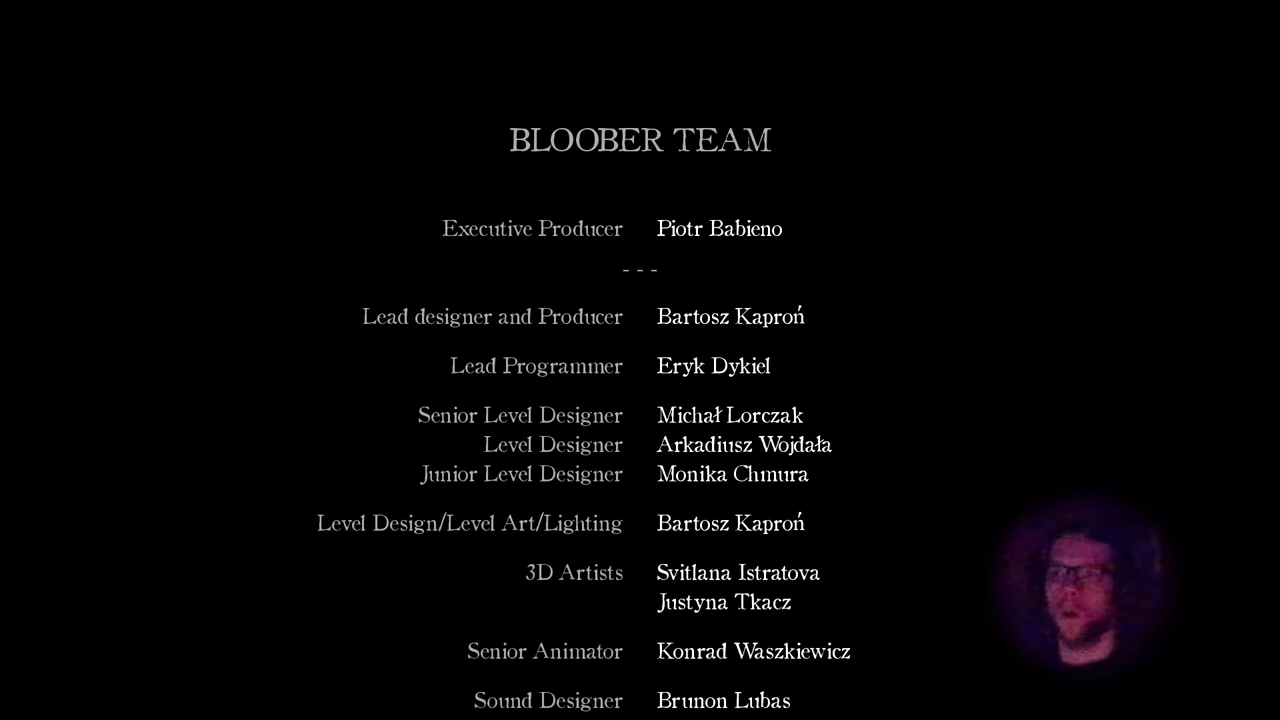 BLOOBER TEAM
Executive Producer Piotr Babieno
- - -
Lead designer and Producer Bartosz Kaproń
Lead Programmer Eryk Dykiel
Senior Level Designer Michał Lorczak
Level Designer Arkadiusz Wojdała
Junior Level Designer Monika Chmura
Level Design/Level Art/Lighting Bartosz Kaproń
3D Artists Svitlana Istratova
Justyna Tkacz
Senior Animator Konrad Waszkiewicz
Sound Designer Brunon Lubas